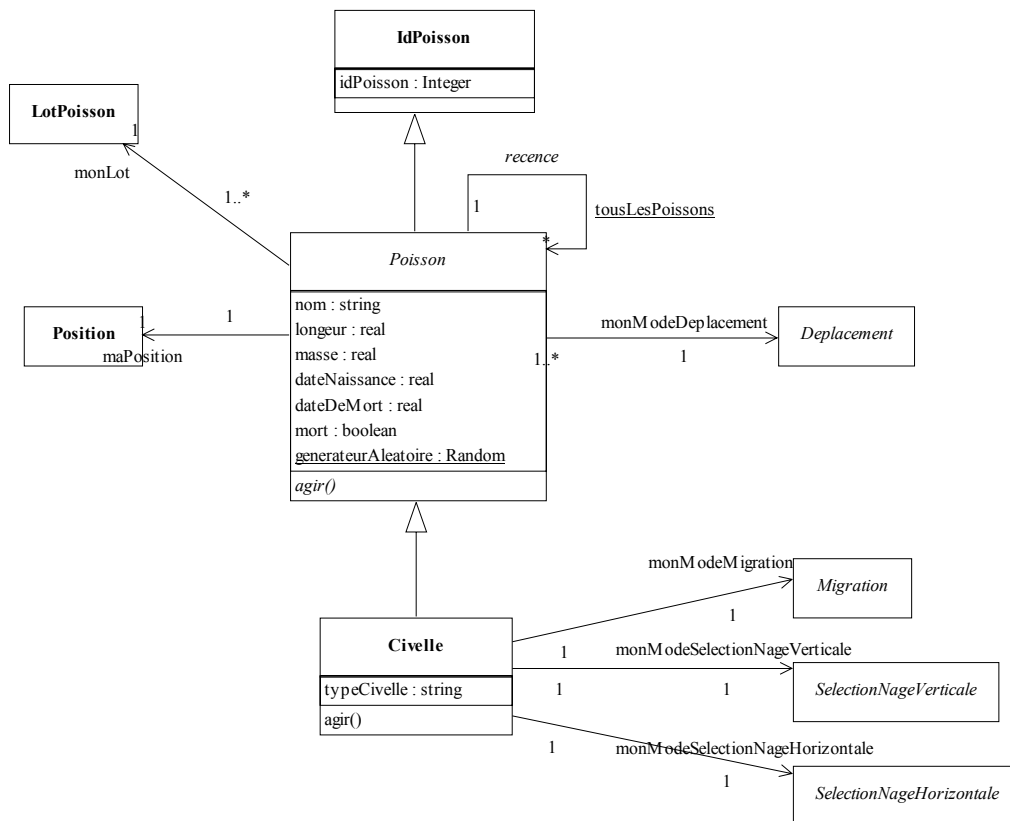 IdPoisson
idPoisson : Integer
LotPoisson
1
monLot
1..*
recence
1
tousLesPoissons
*
Poisson
nom : string
longeur : real
masse : real
dateNaissance : real
dateDeMort : real
mort : boolean
generateurAleatoire : Random
agir()
Position
1
1
maPosition
monModeDeplacement
1..*
1
Deplacement
monModeMigration
1
1
Migration
Civelle
typeCivelle : string
agir()
monModeSelectionNageVerticale
1
1
SelectionNageVerticale
monModeSelectionNageHorizontale
1
1
SelectionNageHorizontale